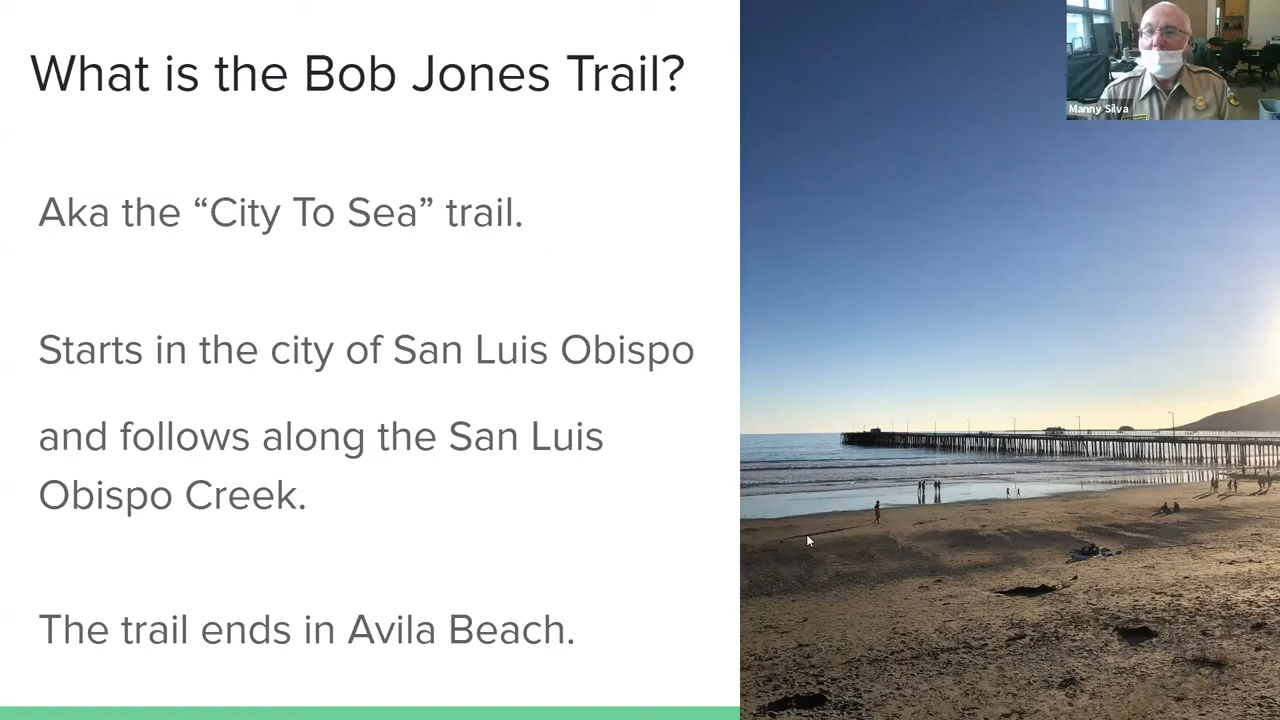 What is the Bob Jones Trail?
Aka the “City To Sea” trail.
Starts in the city of San Luis Obispo
and follows along the San Luis
Obispo Creek.
The trail ends in Avila Beach.
Manny Silva